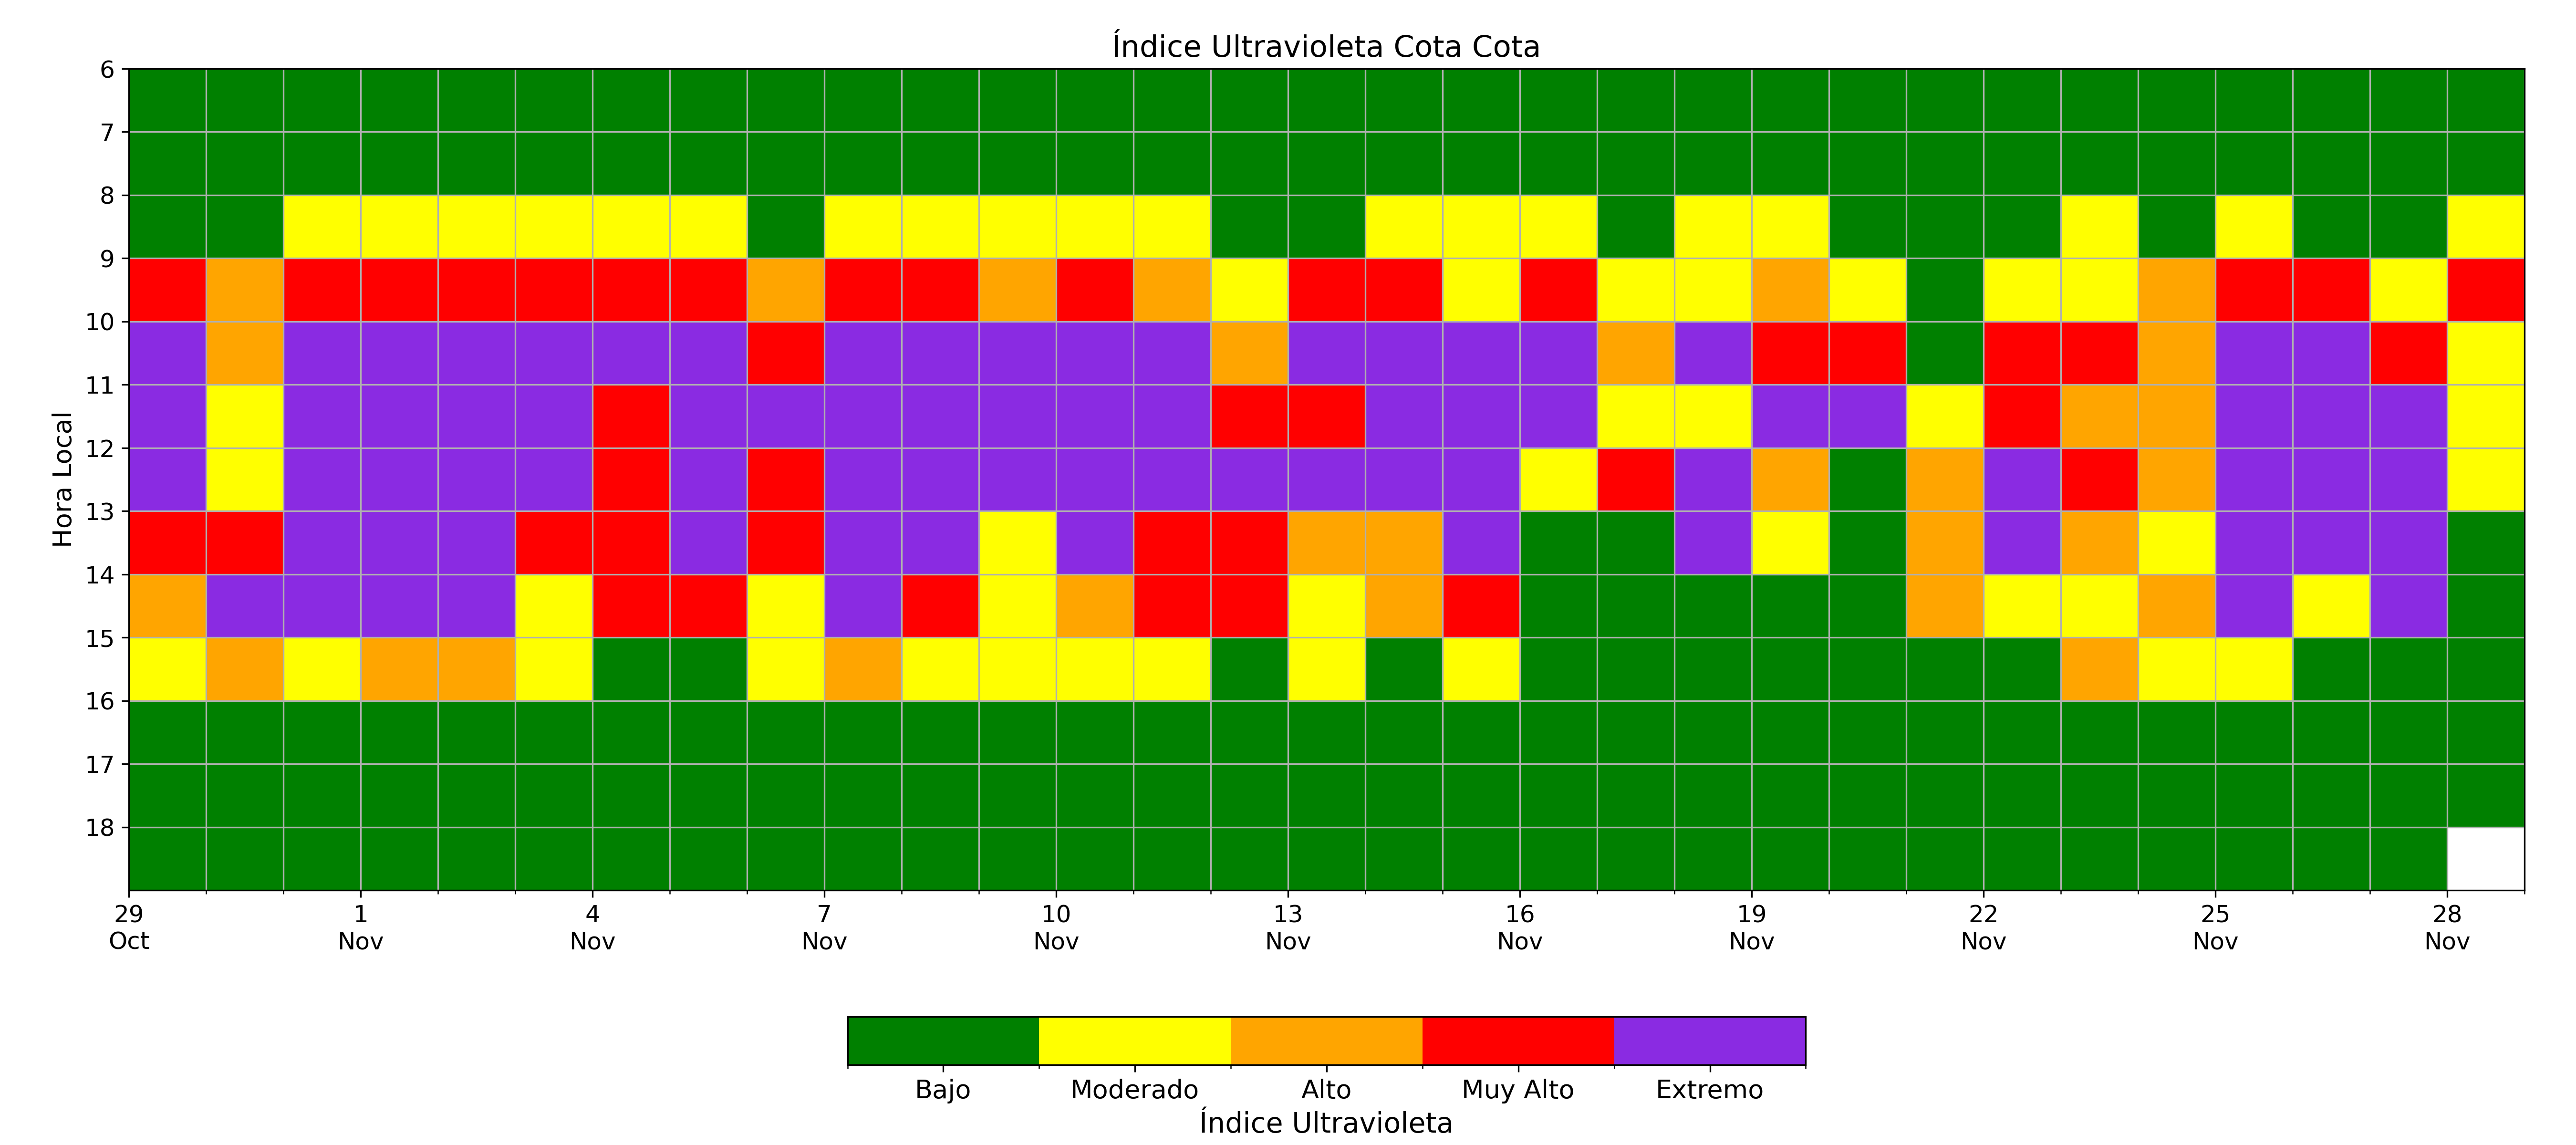 Índice Ultravioleta Cota Cota
Hora Local
6
7
8
9
10
11
12
13
14
15
16
17
18
29 1 4 7 10 13 16 19 22 25 28
Oct Nov Nov Nov Nov Nov Nov Nov Nov Nov Nov
Bajo Moderado Alto Muy Alto Extremo
Índice Ultravioleta